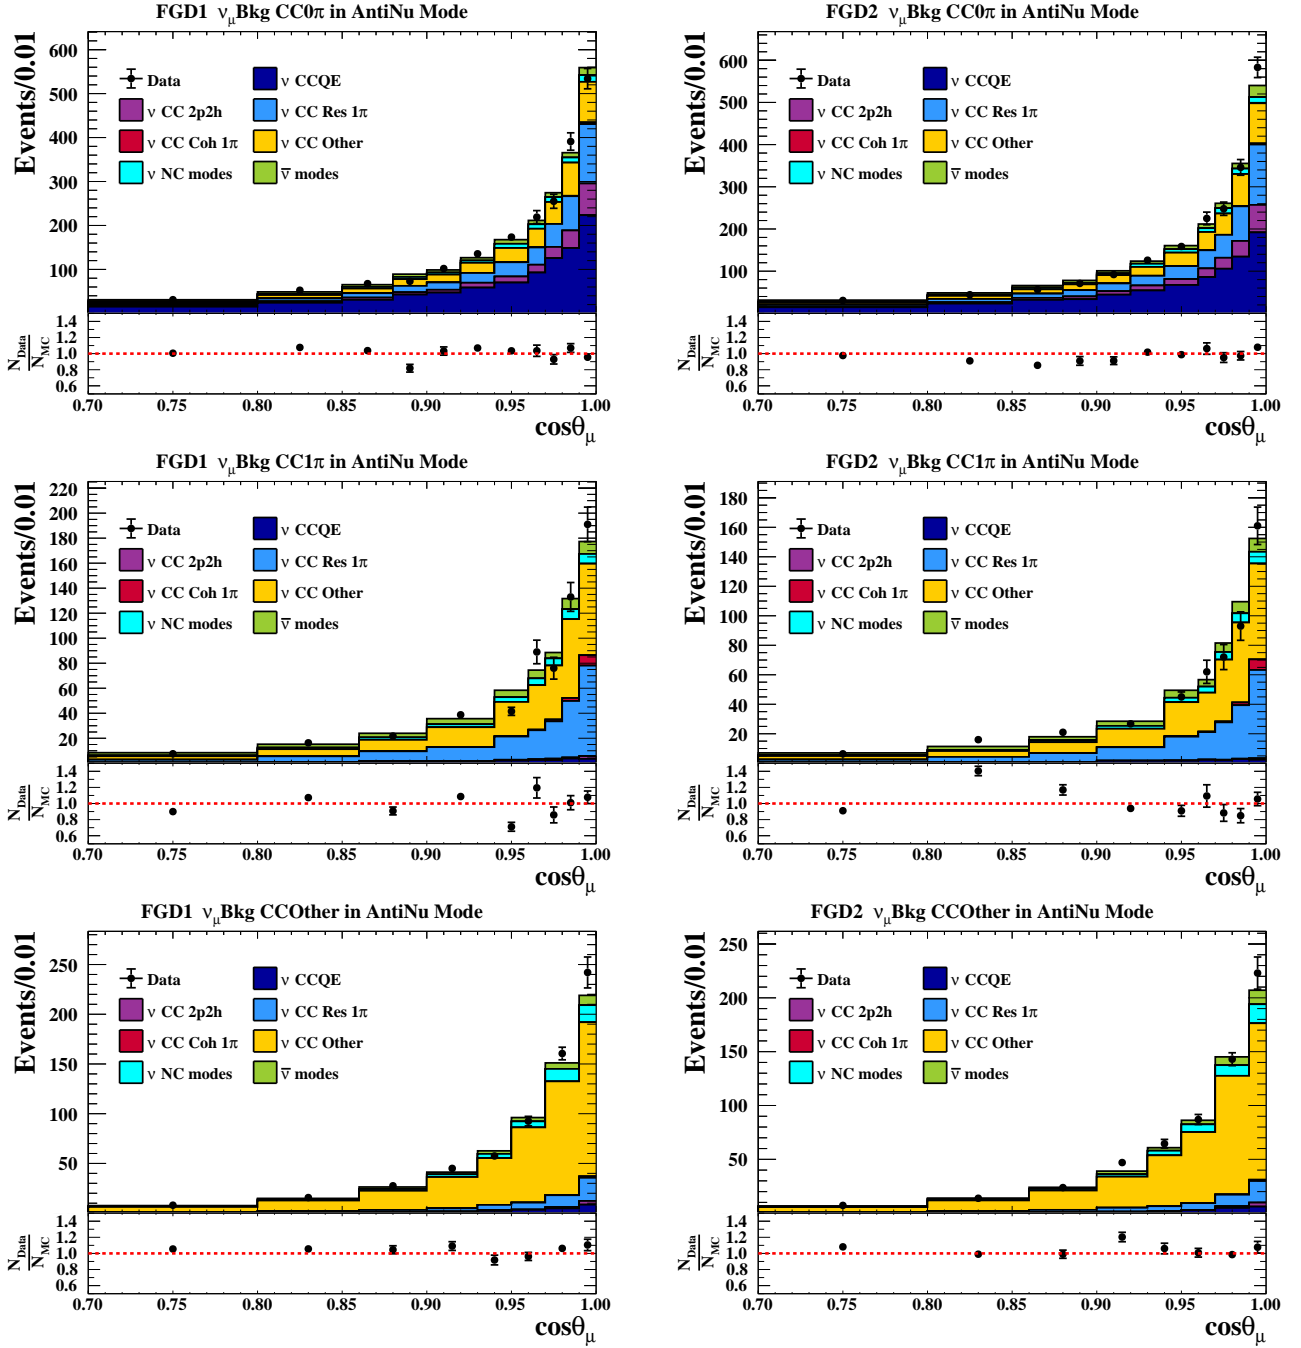 FGD1 ν_μBkg CC0π in AntiNu Mode
Events/0.01
600
500
400
300
200
100
Data
ν CCQE
ν CC 2p2h
ν CC Res 1π
ν CC Coh 1π
ν CC Other
ν NC modes
ν̅ modes
N_Data
N_MC
1.4
1.2
1.0
0.8
0.6
0.70 0.75 0.80 0.85 0.90 0.95 1.00
cosθ_μ
FGD2 ν_μBkg CC0π in AntiNu Mode
Events/0.01
600
500
400
300
200
100
Data
ν CCQE
ν CC 2p2h
ν CC Res 1π
ν CC Coh 1π
ν CC Other
ν NC modes
ν̅ modes
N_Data
N_MC
1.4
1.2
1.0
0.8
0.6
0.70 0.75 0.80 0.85 0.90 0.95 1.00
cosθ_μ
FGD1 ν_μBkg CC1π in AntiNu Mode
Events/0.01
220
200
180
160
140
120
100
80
60
40
20
Data
ν CCQE
ν CC 2p2h
ν CC Res 1π
ν CC Coh 1π
ν CC Other
ν NC modes
ν̅ modes
N_Data
N_MC
1.4
1.2
1.0
0.8
0.6
0.70 0.75 0.80 0.85 0.90 0.95 1.00
cosθ_μ
FGD2 ν_μBkg CC1π in AntiNu Mode
Events/0.01
180
160
140
120
100
80
60
40
20
Data
ν CCQE
ν CC 2p2h
ν CC Res 1π
ν CC Coh 1π
ν CC Other
ν NC modes
ν̅ modes
N_Data
N_MC
1.4
1.2
1.0
0.8
0.6
0.70 0.75 0.80 0.85 0.90 0.95 1.00
cosθ_μ
FGD1 ν_μBkg CCOther in AntiNu Mode
Events/0.01
250
200
150
100
50
Data
ν CCQE
ν CC 2p2h
ν CC Res 1π
ν CC Coh 1π
ν CC Other
ν NC modes
ν̅ modes
N_Data
N_MC
1.4
1.2
1.0
0.8
0.6
0.70 0.75 0.80 0.85 0.90 0.95 1.00
cosθ_μ
FGD2 ν_μBkg CCOther in AntiNu Mode
Events/0.01
250
200
150
100
50
Data
ν CCQE
ν CC 2p2h
ν CC Res 1π
ν CC Coh 1π
ν CC Other
ν NC modes
ν̅ modes
N_Data
N_MC
1.4
1.2
1.0
0.8
0.6
0.70 0.75 0.80 0.85 0.90 0.95 1.00
cosθ_μ